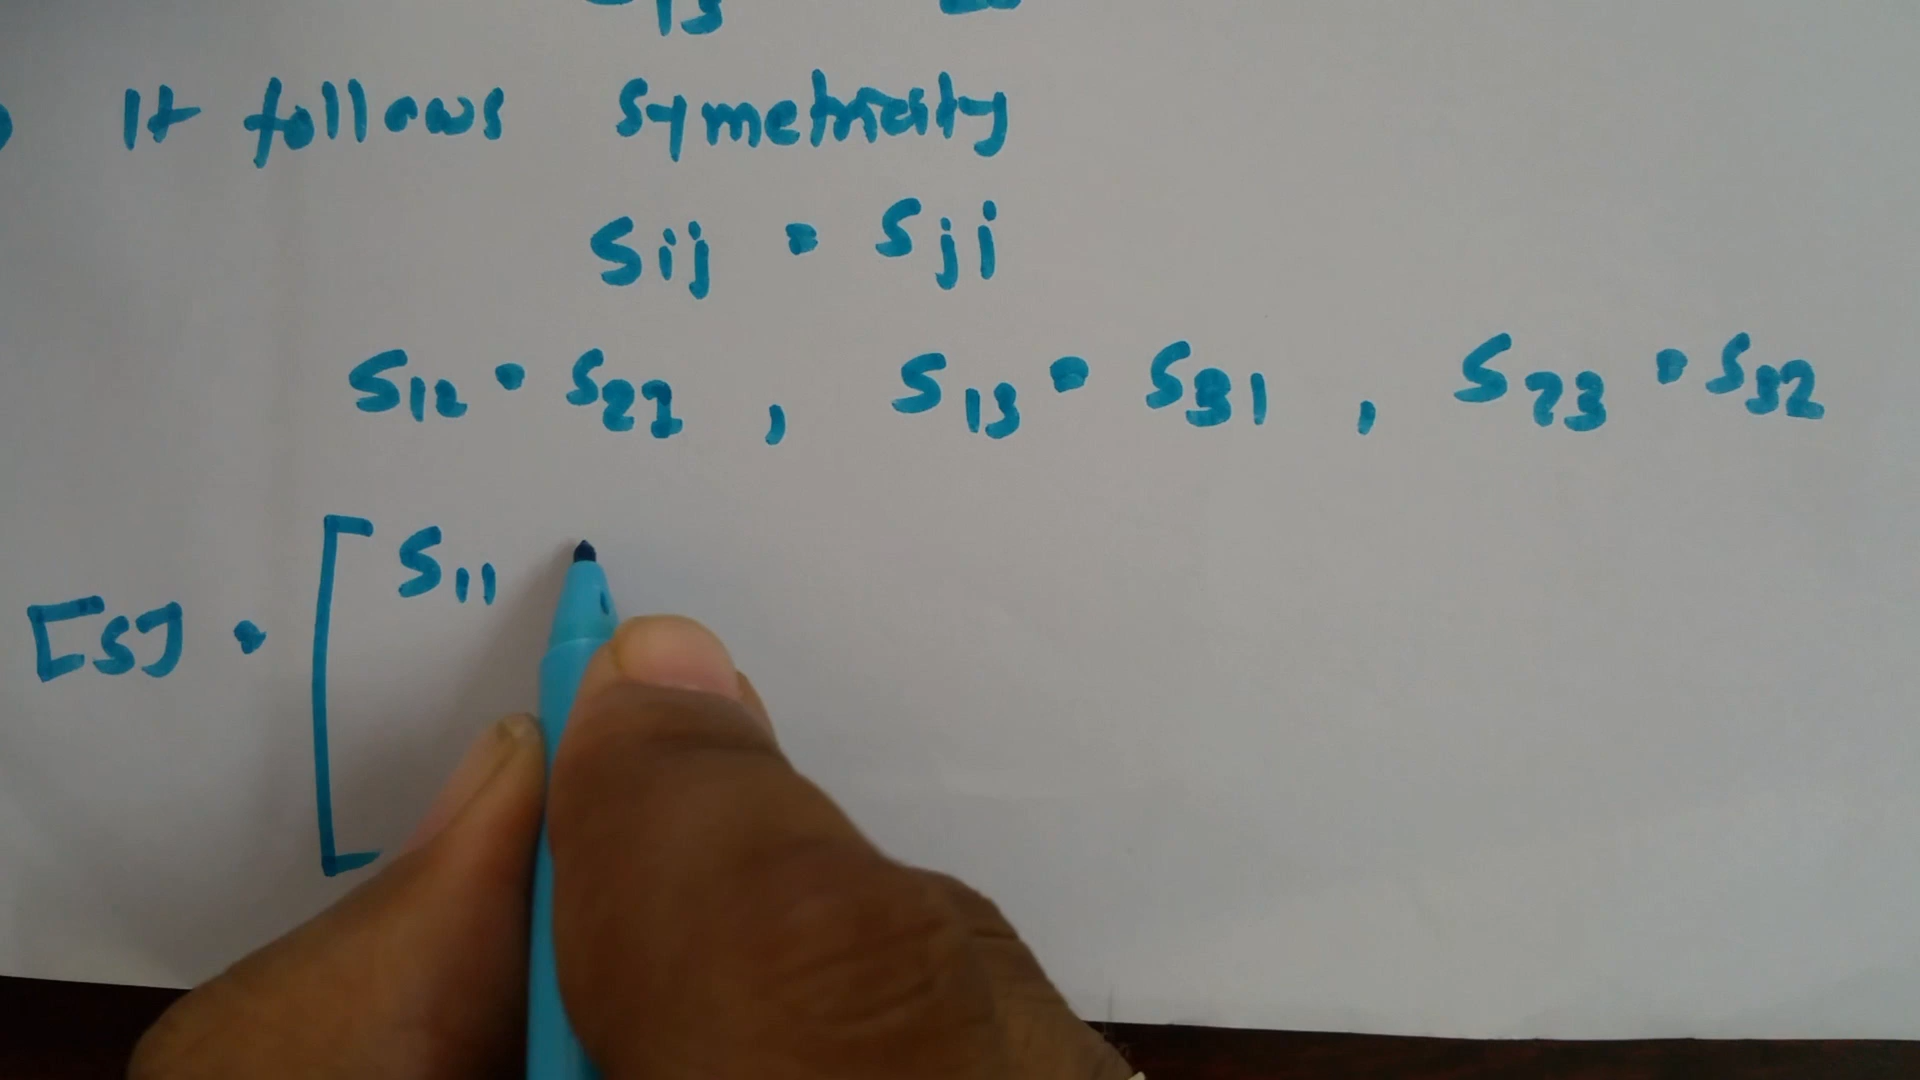 It follows symetricity
Sij = Sji
S12 = S21 , S13 = S31 , S23 = S32
[S] = [ S11